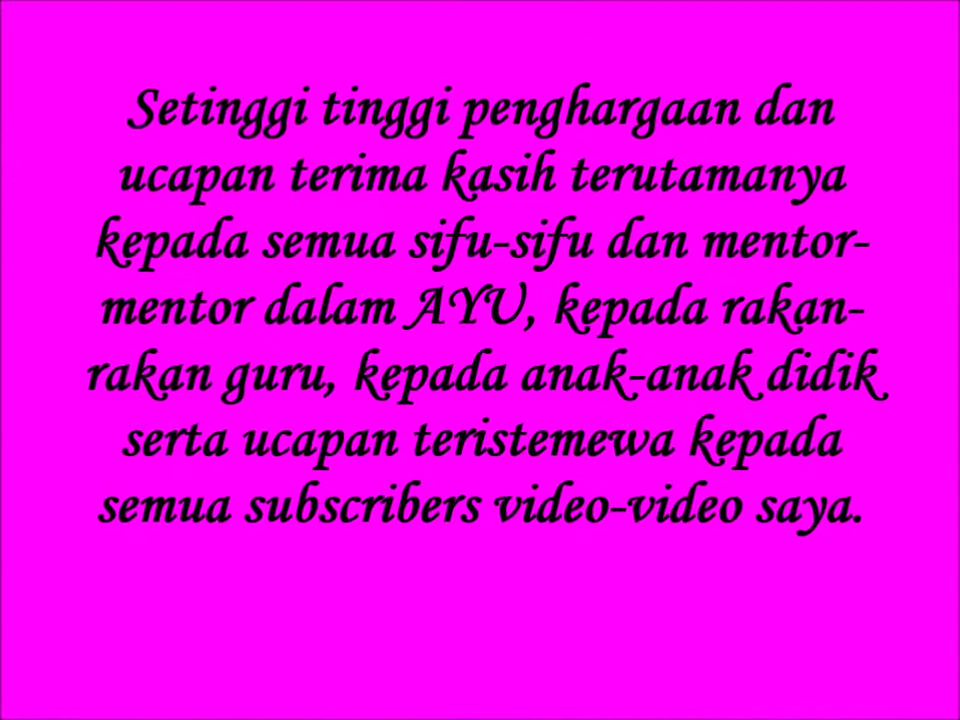 Setinggi tinggi penghargaan dan
ucapan terima kasih terutamanya
kepada semua sifu-sifu dan mentor-
mentor dalam AYU, kepada rakan-
rakan guru, kepada anak-anak didik
serta ucapan teristemewa kepada
semua subscribers video-video saya.